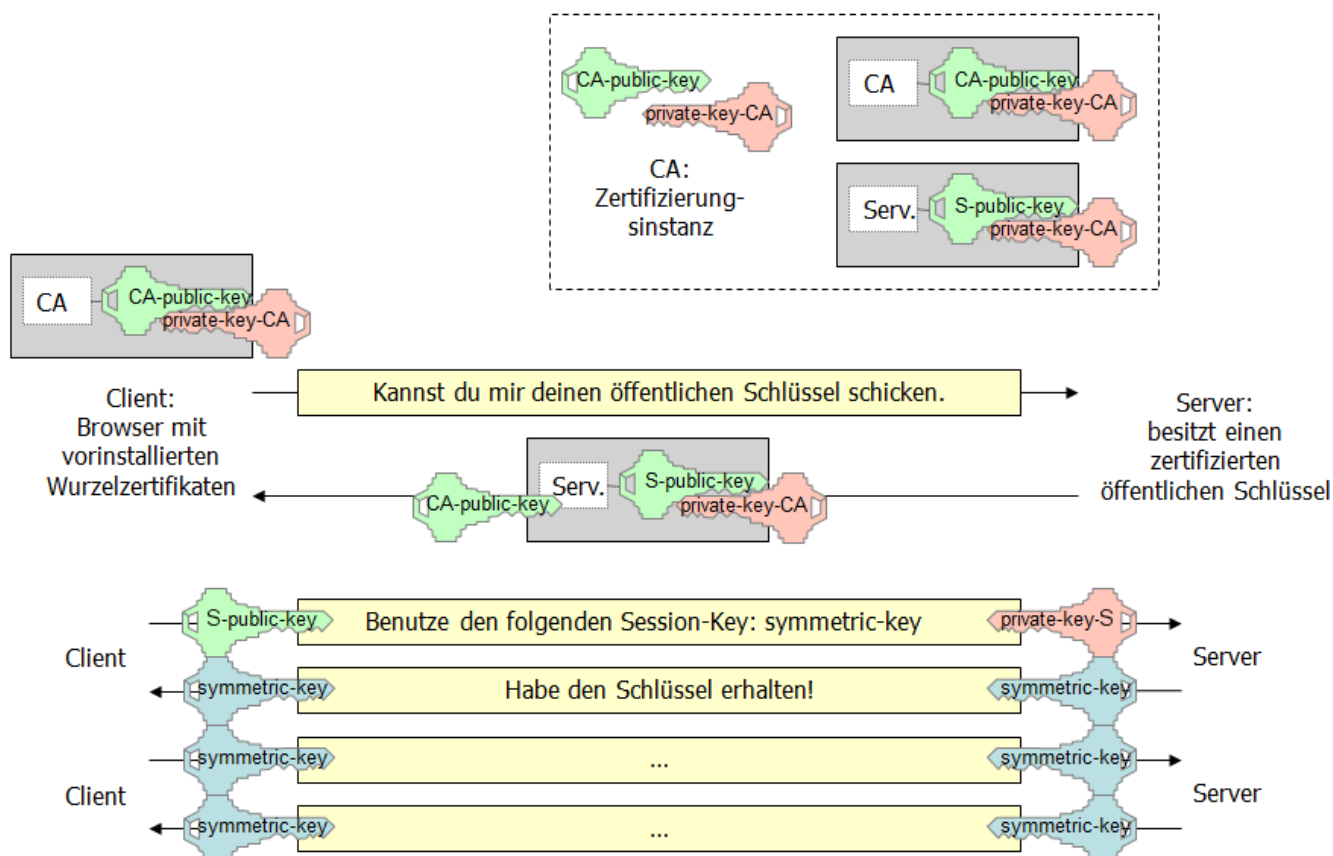 CA-public-key
private-key-CA
CA:
Zertifizierung-
sinstanz
CA
CA-public-key
private-key-CA
Serv.
S-public-key
private-key-CA
CA
CA-public-key
private-key-CA
Client:
Browser mit
vorinstallierten
Wurzelzertifikaten
Kannst du mir deinen öffentlichen Schlüssel schicken.
Server:
besitzt einen
zertifizierten
öffentlichen Schlüssel
CA-public-key
Serv.
S-public-key
private-key-CA
Client
S-public-key
Benutze den folgenden Session-Key: symmetric-key
private-key-S
Server
symmetric-key
Habe den Schlüssel erhalten!
symmetric-key
Client
symmetric-key
...
symmetric-key
Server
symmetric-key
...
symmetric-key